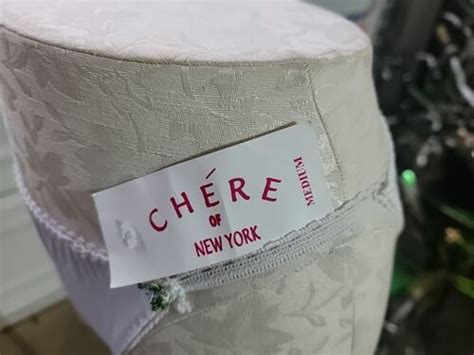 CHÉRE
OF
NEW YORK
MEDIUM